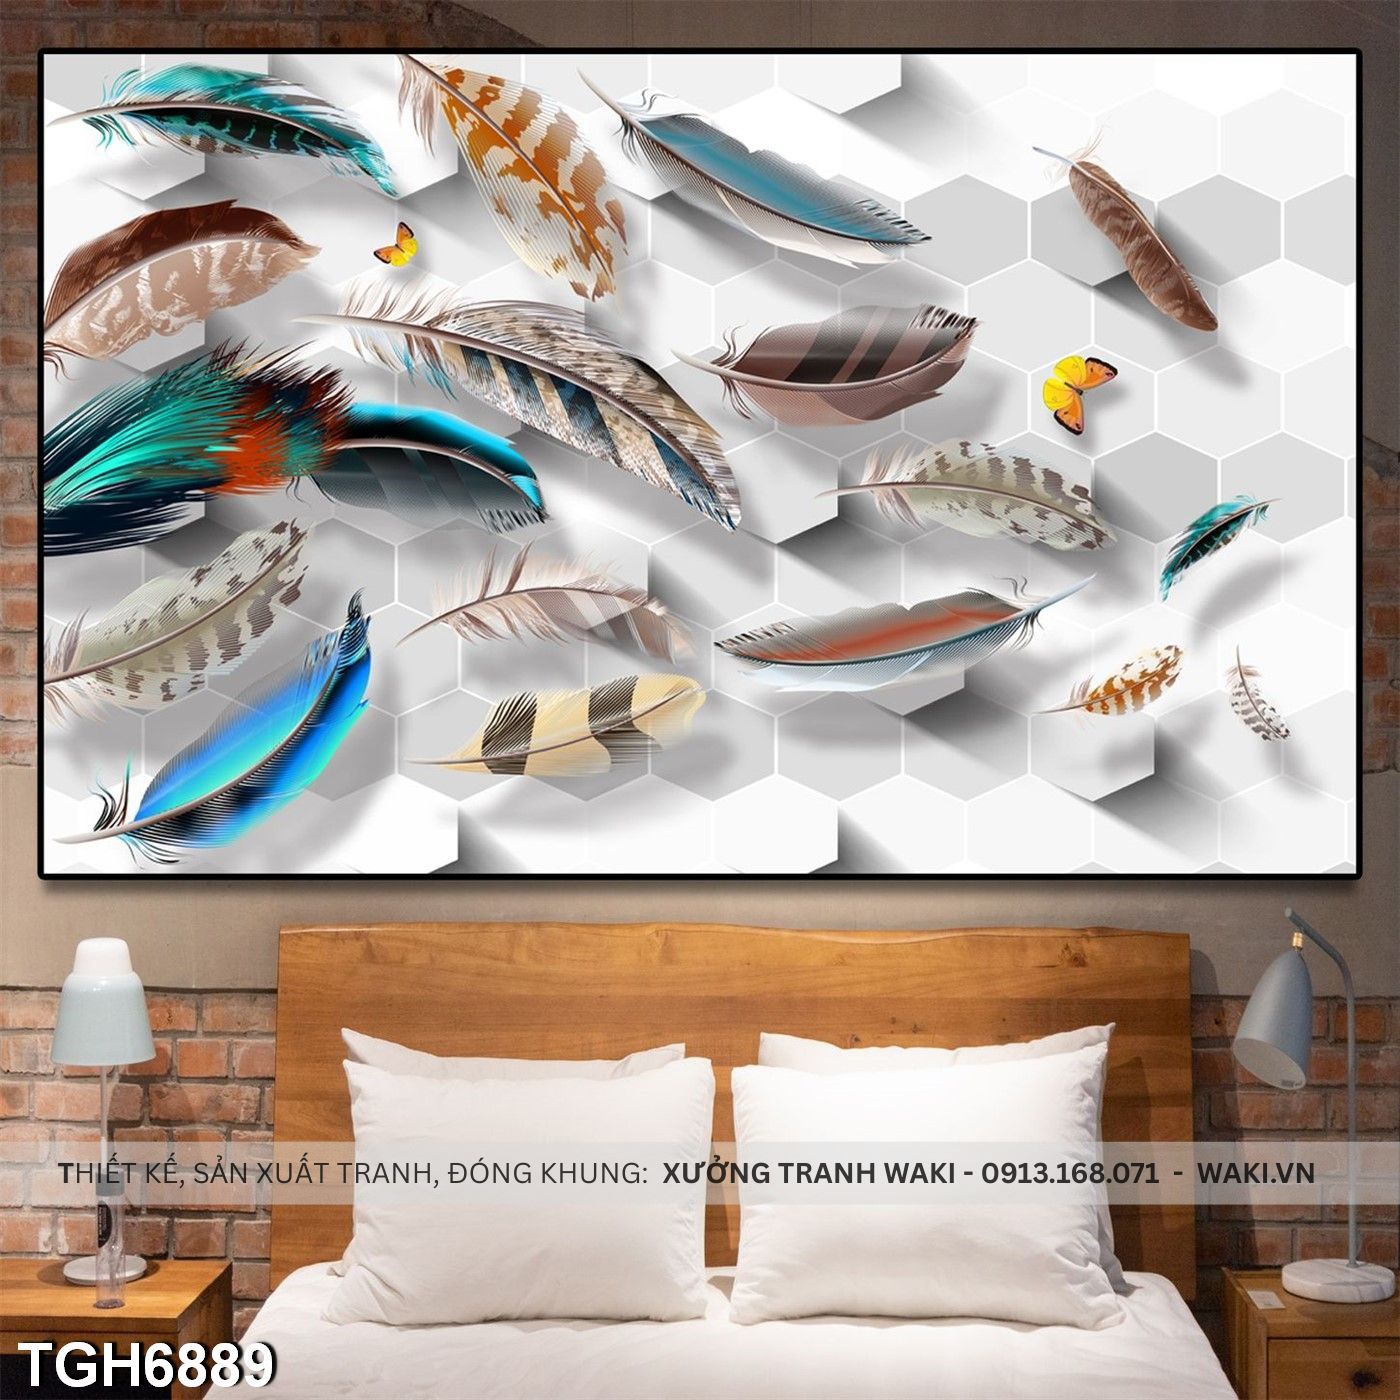 THIẾT KẾ, SẢN XUẤT TRANH, ĐÓNG KHUNG: XƯỞNG TRANH WAKI - 0913.168.071 - WAKI.VN
TGH6889